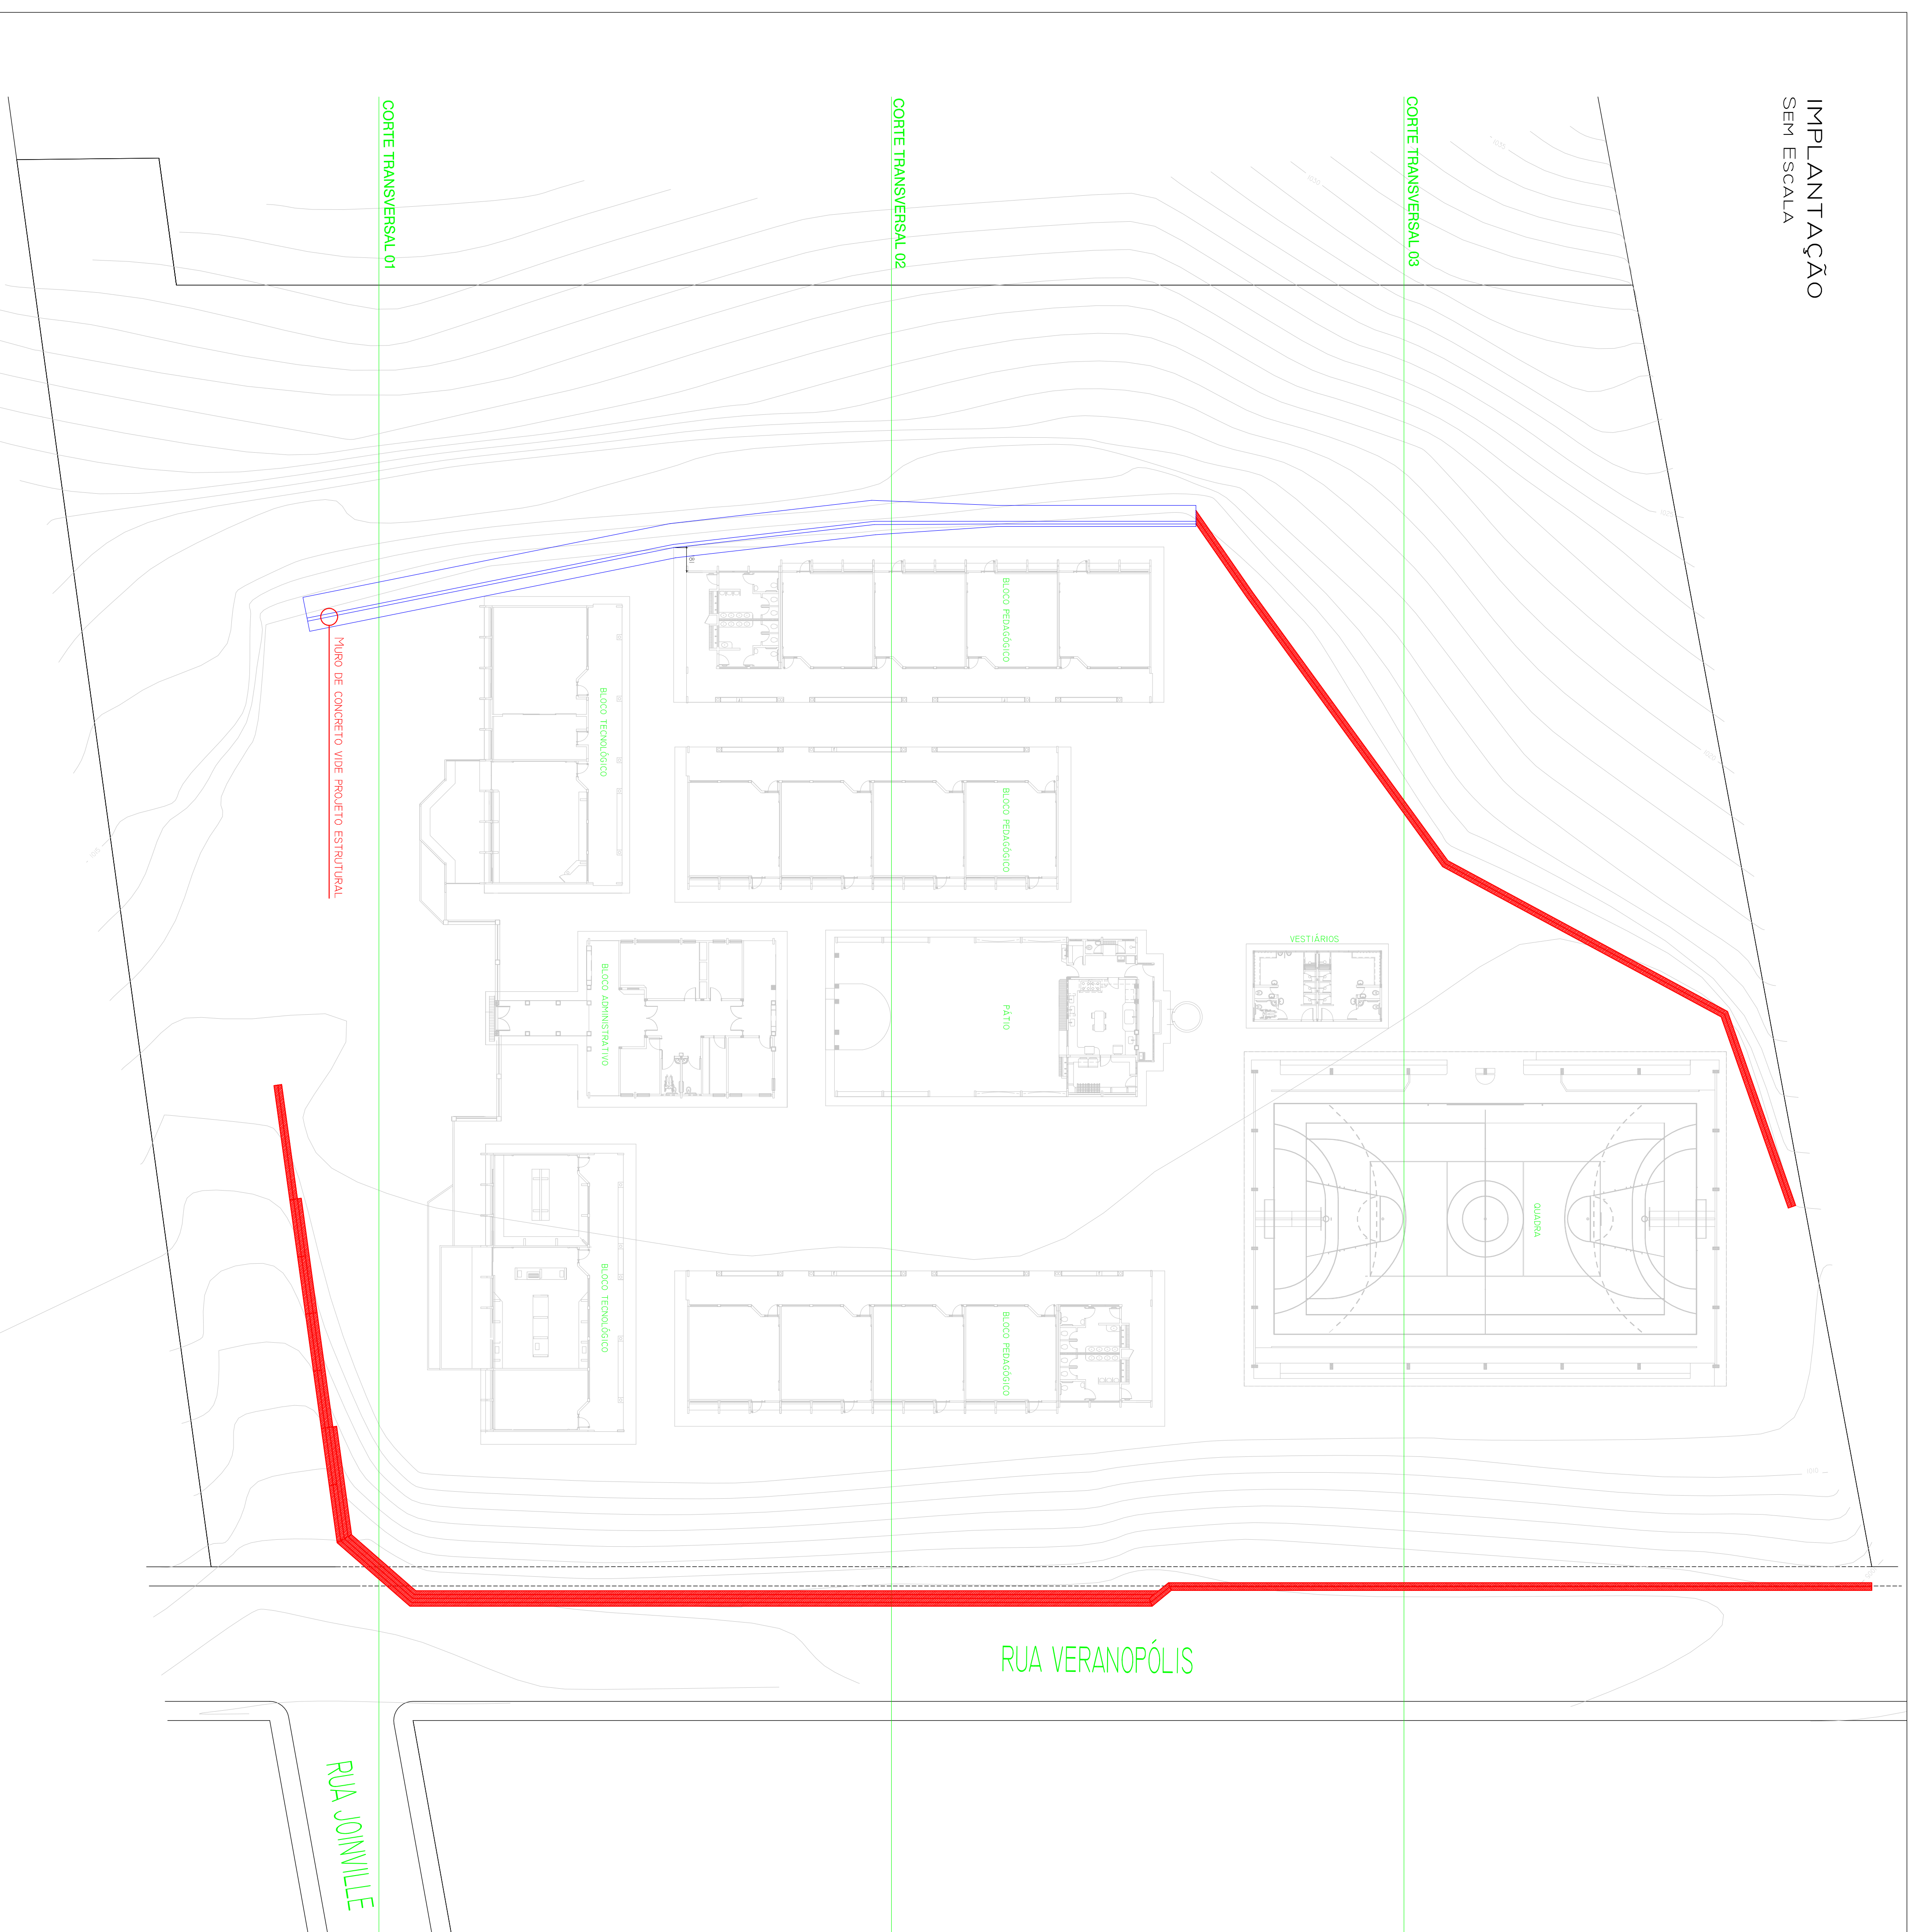 IMPLANTAÇÃO
SEM ESCALA
CORTE TRANSVERSAL 01
CORTE TRANSVERSAL 02
CORTE TRANSVERSAL 03
MURO DE CONCRETO VIDE PROJETO ESTRUTURAL
BLOCO PEDAGÓGICO
BLOCO TECNOLÓGICO
BLOCO PEDAGÓGICO
VESTIÁRIOS
BLOCO ADMINISTRATIVO
PÁTIO
QUADRA
BLOCO TECNOLÓGICO
BLOCO PEDAGÓGICO
RUA VERANOPÓLIS
RUA JOINVILLE